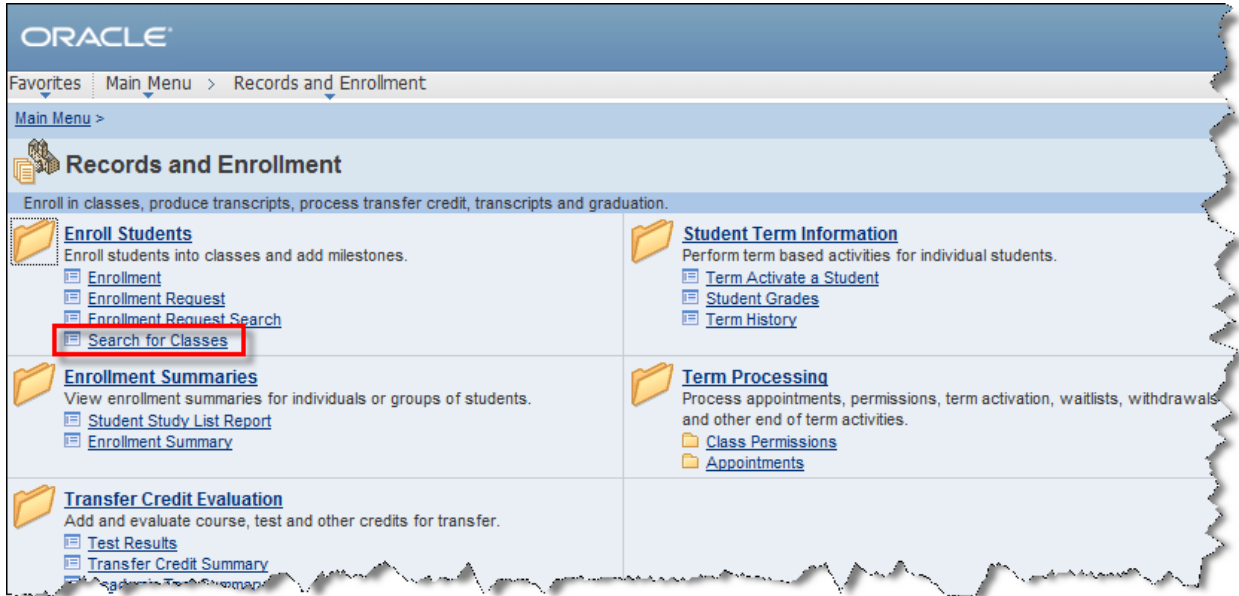 ORACLE
Favorites Main Menu > Records and Enrollment
Main Menu >
Records and Enrollment
Enroll in classes, produce transcripts, process transfer credit, transcripts and graduation.
Enroll Students
Enroll students into classes and add milestones.
Enrollment
Enrollment Request
Enrollment Request Search
Search for Classes
Student Term Information
Perform term based activities for individual students.
Term Activate a Student
Student Grades
Term History
Enrollment Summaries
View enrollment summaries for individuals or groups of students.
Student Study List Report
Enrollment Summary
Term Processing
Process appointments, permissions, term activation, waitlists, withdrawals
and other end of term activities.
Class Permissions
Appointments
Transfer Credit Evaluation
Add and evaluate course, test and other credits for transfer.
Test Results
Transfer Credit Summary